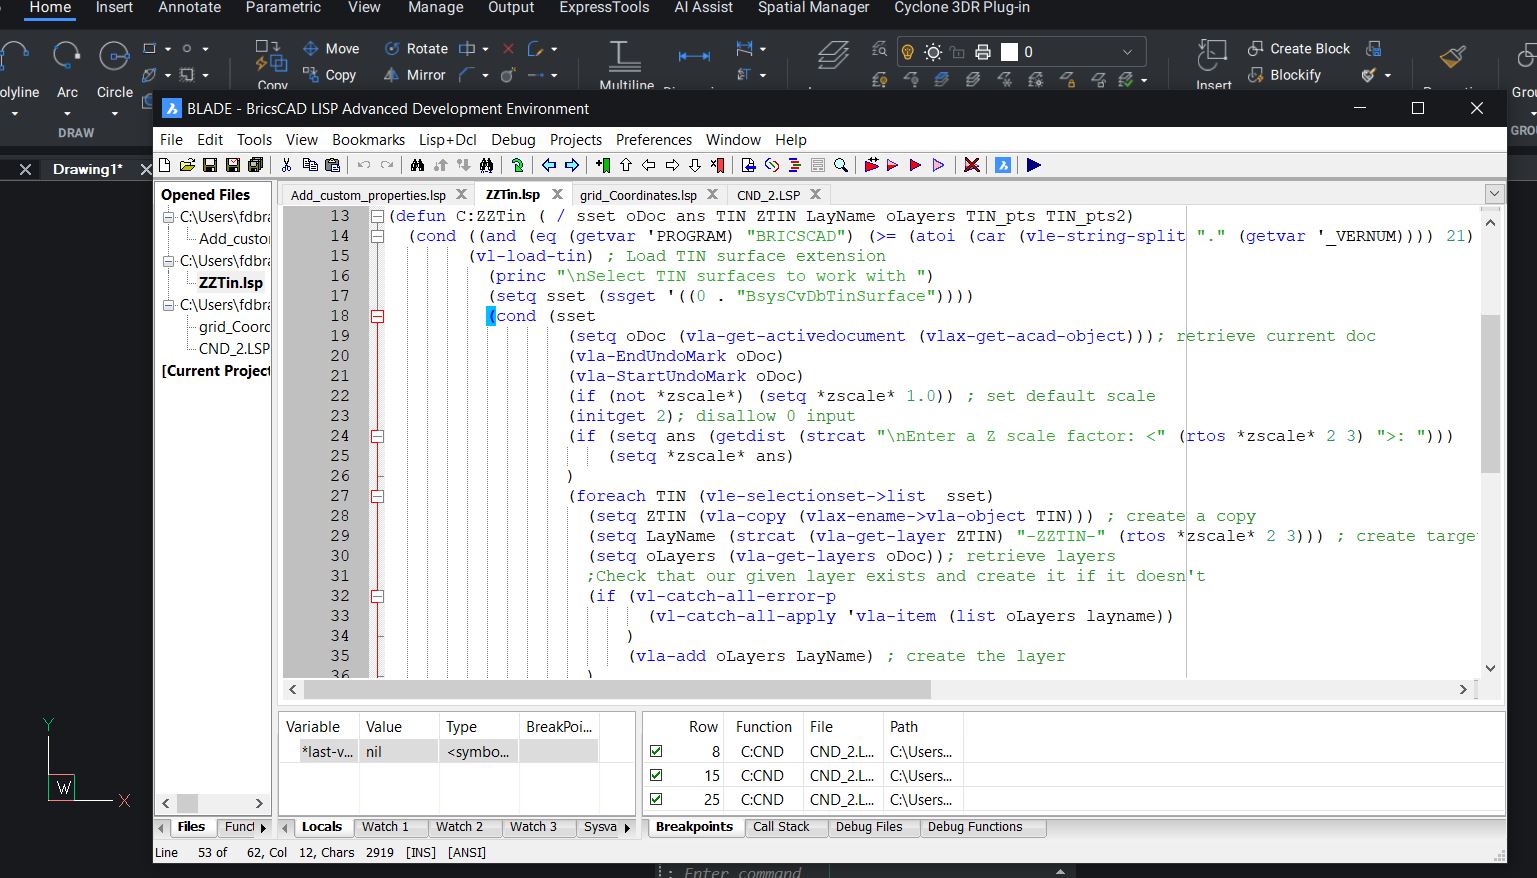 Home Insert Annotate Parametric View Manage Output ExpressTools AI Assist Spatial Manager Cyclone 3DR Plug-in
Move Rotate 0 Create Block
Copy Mirror Blockify
olyline Arc Circle Copy Multiline Insert Grou
DRAW GROU
BLADE - BricsCAD LISP Advanced Development Environment
File Edit Tools View Bookmarks Lisp+Dcl Debug Projects Preferences Window Help
Drawing1*
Opened Files
C:\Users\fdbra
Add_custor
C:\Users\fdbra
ZZTin.lsp
C:\Users\fdbra
grid_Coorc
CND_2.LSP
[Current Project
Files Funct
Add_custom_properties.lsp ZZTin.lsp grid_Coordinates.lsp CND_2.LSP
13 (defun C:ZZTin ( / sset oDoc ans TIN ZTIN LayName oLayers TIN_pts TIN_pts2)
14 (cond ((and (eq (getvar 'PROGRAM) "BRICSCAD") (>= (atoi (car (vle-string-split "." (getvar '_VERNUM)))) 21)
15 (vl-load-tin) ; Load TIN surface extension
16 (princ "\nSelect TIN surfaces to work with ")
17 (setq sset (ssget '((0 . "BsysCvDbTinSurface"))))
18 (cond (sset
19 (setq oDoc (vla-get-activedocument (vlax-get-acad-object))); retrieve current doc
20 (vla-EndUndoMark oDoc)
21 (vla-StartUndoMark oDoc)
22 (if (not *zscale*) (setq *zscale* 1.0)) ; set default scale
23 (initget 2); disallow 0 input
24 (if (setq ans (getdist (strcat "\nEnter a Z scale factor: <" (rtos *zscale* 2 3) ">: ")))
25 (setq *zscale* ans)
26 )
27 (foreach TIN (vle-selectionset->list  sset)
28 (setq ZTIN (vla-copy (vlax-ename->vla-object TIN))) ; create a copy
29 (setq LayName (strcat (vla-get-layer ZTIN) "-ZZTIN-" (rtos *zscale* 2 3))) ; create targe
30 (setq oLayers (vla-get-layers oDoc)); retrieve layers
31 ;Check that our given layer exists and create it if it doesn't
32 (if (vl-catch-all-error-p
33 (vl-catch-all-apply 'vla-item (list oLayers layname))
34 )
35 (vla-add oLayers LayName) ; create the layer
36 )
Variable Value Type BreakPoi...
*last-v... nil <symbo...
Locals Watch 1 Watch 2 Watch 3 Sysva
Row Function File Path
8 C:CND CND_2.L... C:\Users...
15 C:CND CND_2.L... C:\Users...
25 C:CND CND_2.L... C:\Users...
Breakpoints Call Stack Debug Files Debug Functions
Line 53 of 62, Col 12, Chars 2919 [INS] [ANSI]
Y
W
X
: Enter command